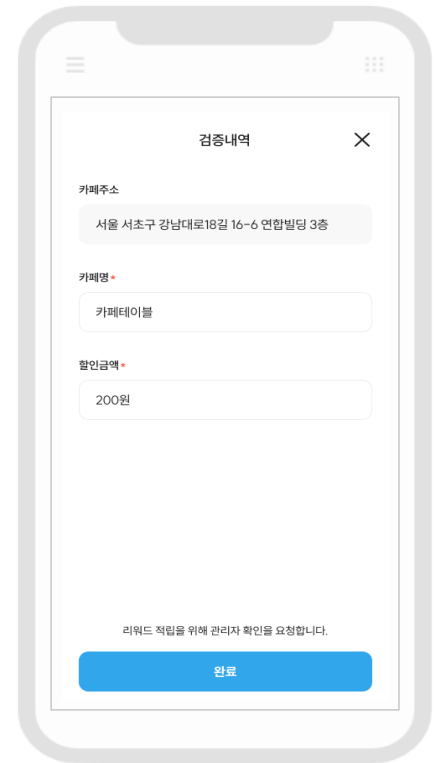 검증내역
카페주소
서울 서초구 강남대로18길 16-6 연합빌딩 3층
카페명*
카페테이블
할인금액*
200원
리워드 적립을 위해 관리자 확인을 요청합니다.
완료